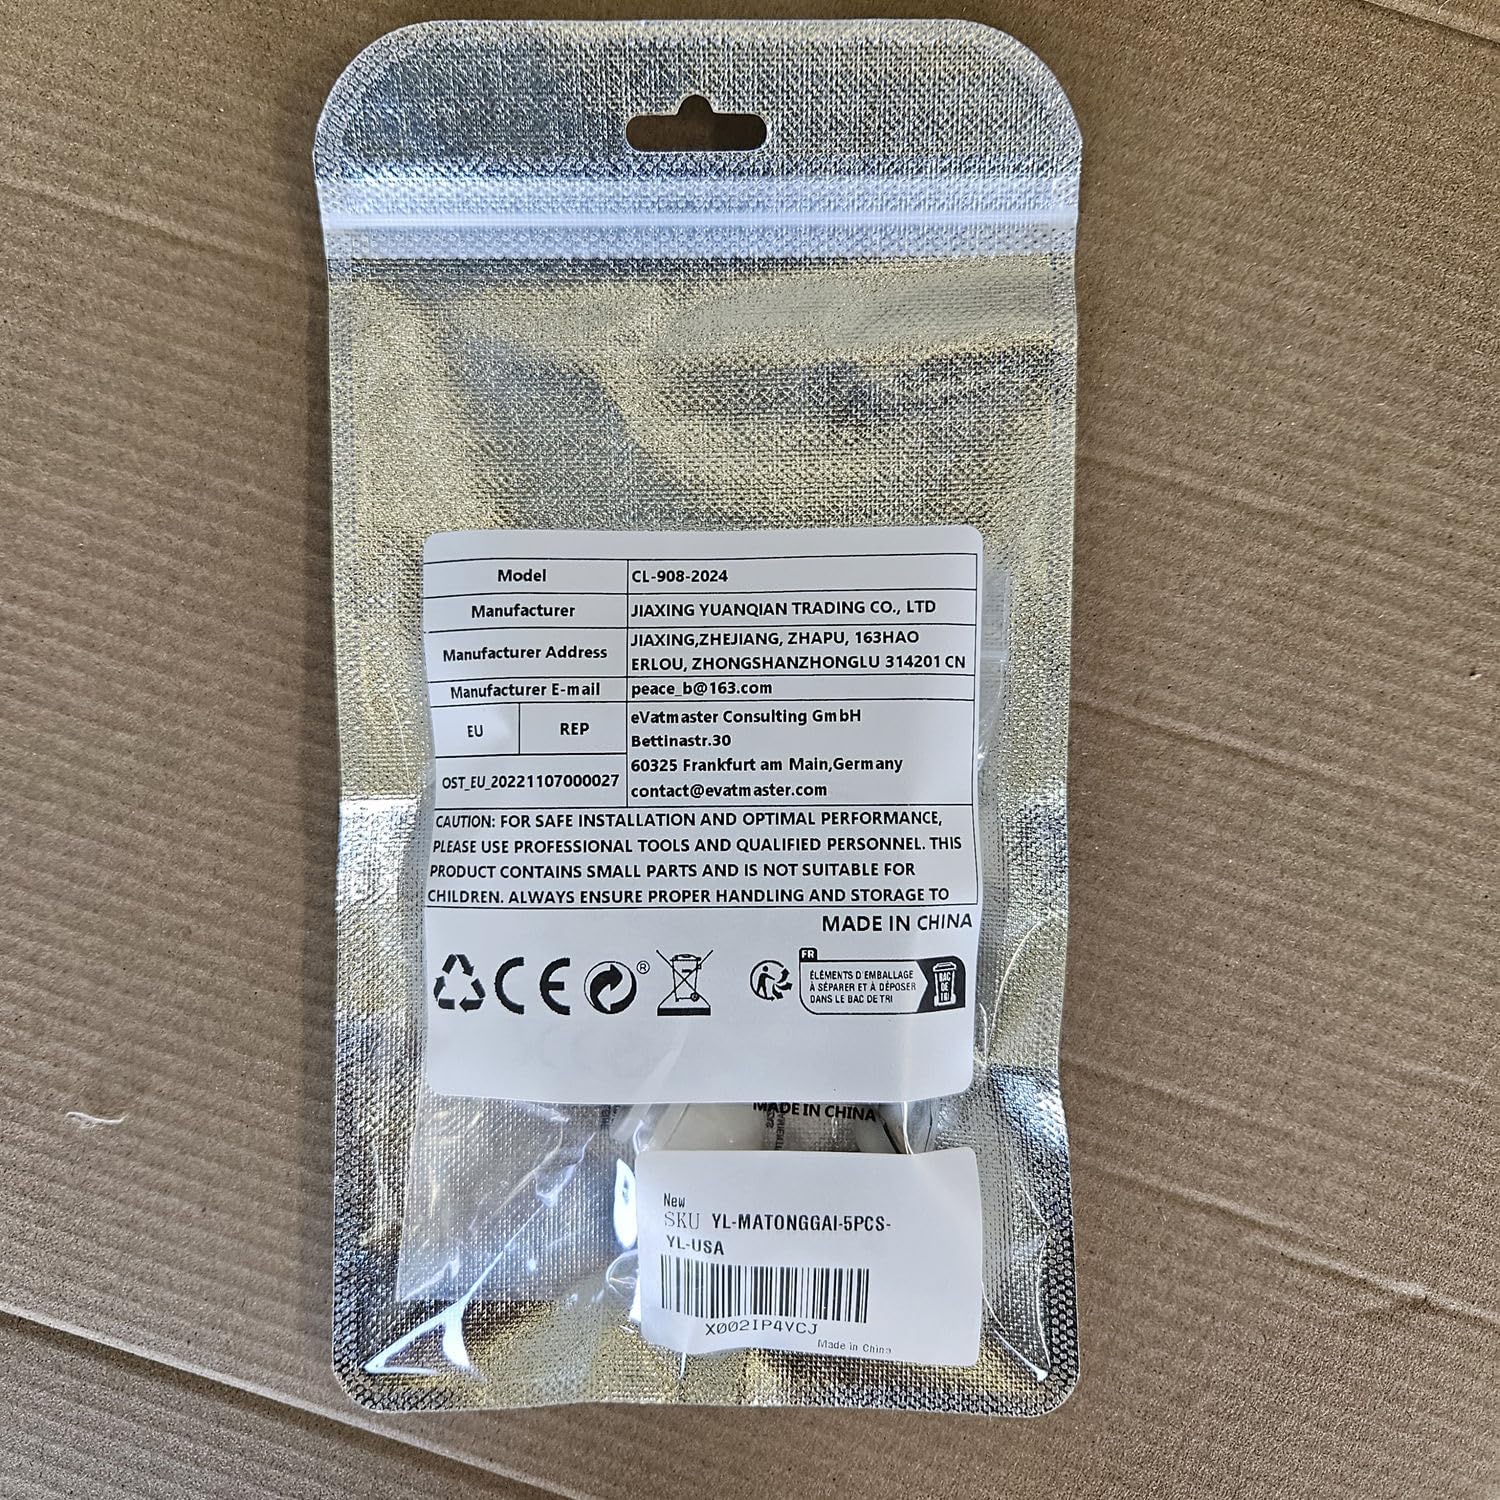 Model CL-908-2024
Manufacturer JIAXING YUANQIAN TRADING CO., LTD
Manufacturer Address JIAXING,ZHEJIANG, ZHAPU, 163HAO
ERLOU, ZHONGSHANZHONGLU 314201 CN
Manufacturer E-mail peace_b@163.com
EU REP
OST_EU_20221107000027
eVatmaster Consulting GmbH
Bettinastr.30
60325 Frankfurt am Main,Germany
contact@evatmaster.com
CAUTION: FOR SAFE INSTALLATION AND OPTIMAL PERFORMANCE,
PLEASE USE PROFESSIONAL TOOLS AND QUALIFIED PERSONNEL. THIS
PRODUCT CONTAINS SMALL PARTS AND IS NOT SUITABLE FOR
CHILDREN. ALWAYS ENSURE PROPER HANDLING AND STORAGE TO
MADE IN CHINA
CE
®
FR
ÉLÉMENTS D'EMBALLAGE
À SÉPARER ET À DÉPOSER
DANS LE BAC DE TRI
BAC
DE
TRI
MADE IN CHINA
New
SKU YL-MATONGGAI-5PCS-
YL-USA
X002IP4VCJ
Made in China